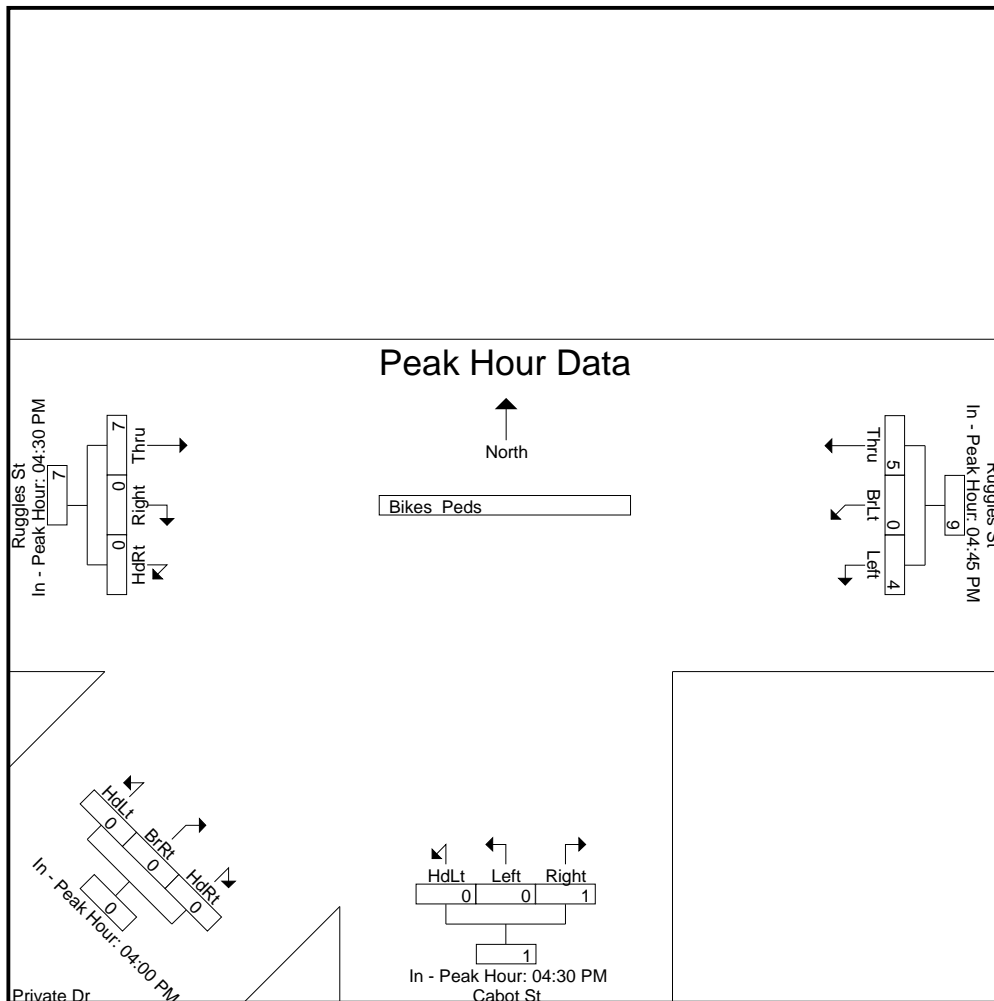 Peak Hour Data
North
Bikes Peds
Ruggles St
In - Peak Hour: 04:30 PM
7
7
0
0
Thru
Right
HdRt
Ruggles St
In - Peak Hour: 04:45 PM
9
5
0
4
Thru
BrLt
Left
HdLt
BrRt
HdRt
0
0
0
0
In - Peak Hour: 04:00 PM
Private Dr
HdLt Left Right
0 0 1
1
In - Peak Hour: 04:30 PM
Cabot St